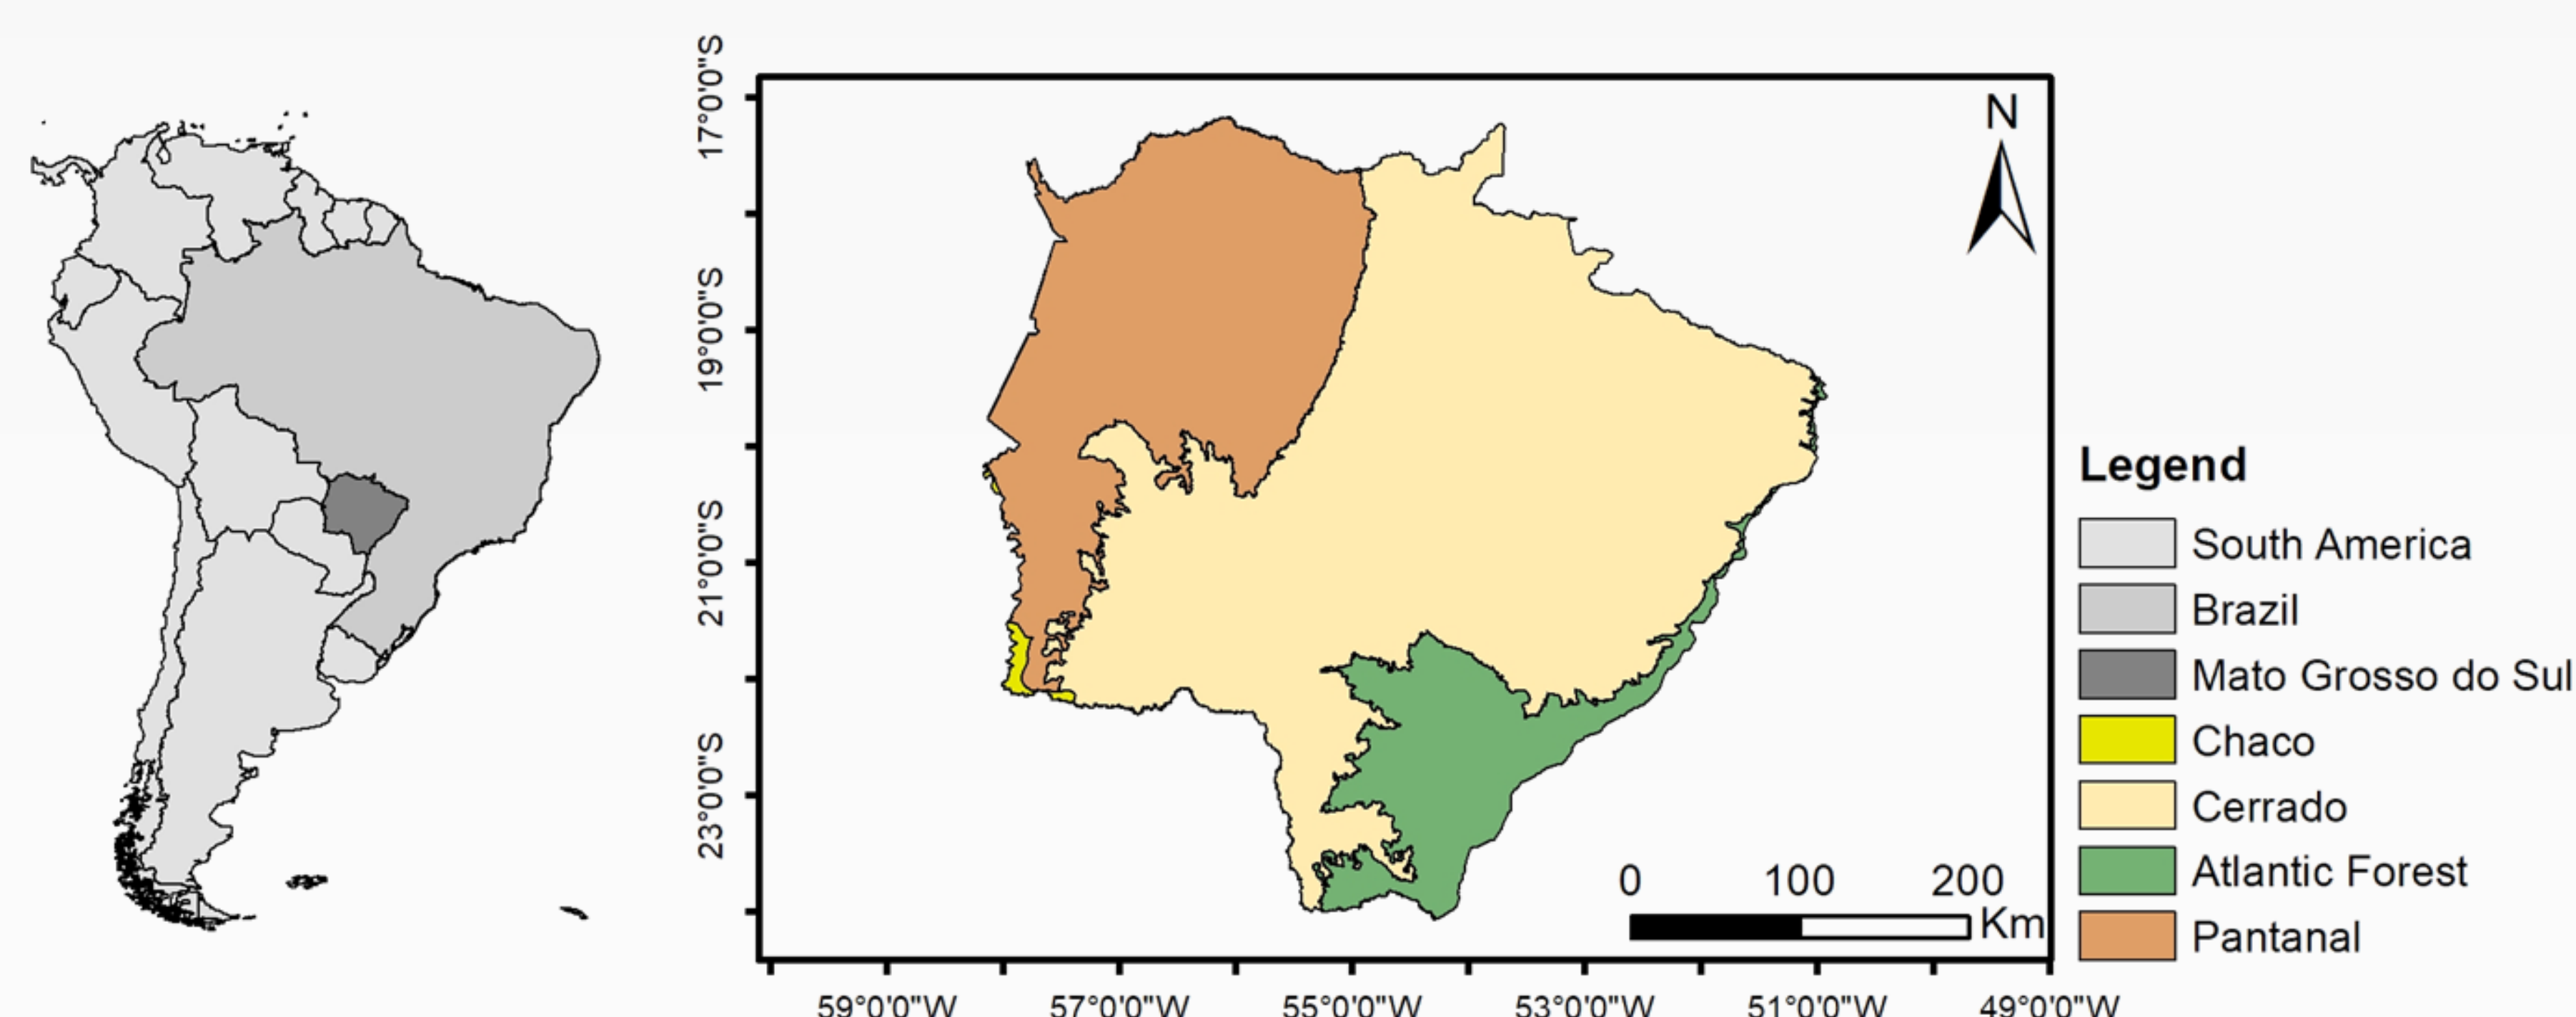 17°0'0"S
19°0'0"S
21°0'0"S
23°0'0"S
N
0 100 200
Km
59°0'0"W 57°0'0"W 55°0'0"W 53°0'0"W 51°0'0"W 49°0'0"W
Legend
South America
Brazil
Mato Grosso do Sul
Chaco
Cerrado
Atlantic Forest
Pantanal